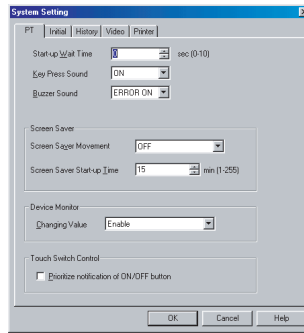 System Setting
PT Initial History Video Printer
Start-up Wait Time 0 sec (0-10)
Key Press Sound ON
Buzzer Sound ERROR ON
Screen Saver
Screen Saver Movement OFF
Screen Saver Start-up Time 15 min (1-255)
Device Monitor
Changing Value Enable
Touch Switch Control
Prioritize notification of ON/OFF button
OK Cancel Help